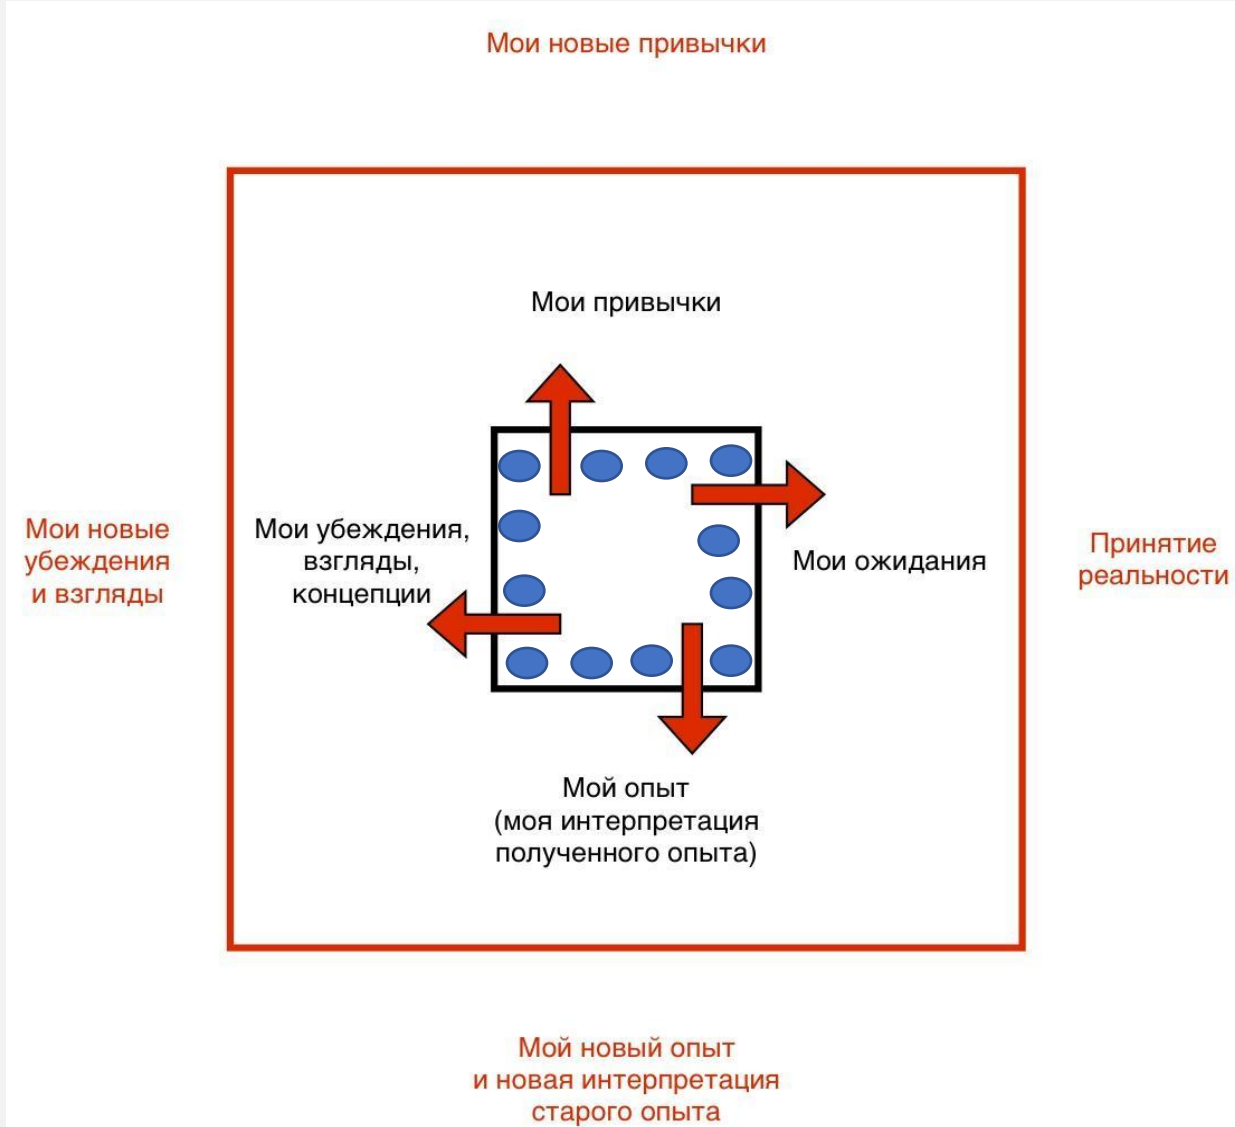 Мои новые привычки
Мои привычки
Мои новые
убеждения
и взгляды
Мои убеждения,
взгляды,
концепции
Мои ожидания
Принятие
реальности
Мой опыт
(моя интерпретация
полученного опыта)
Мой новый опыт
и новая интерпретация
старого опыта